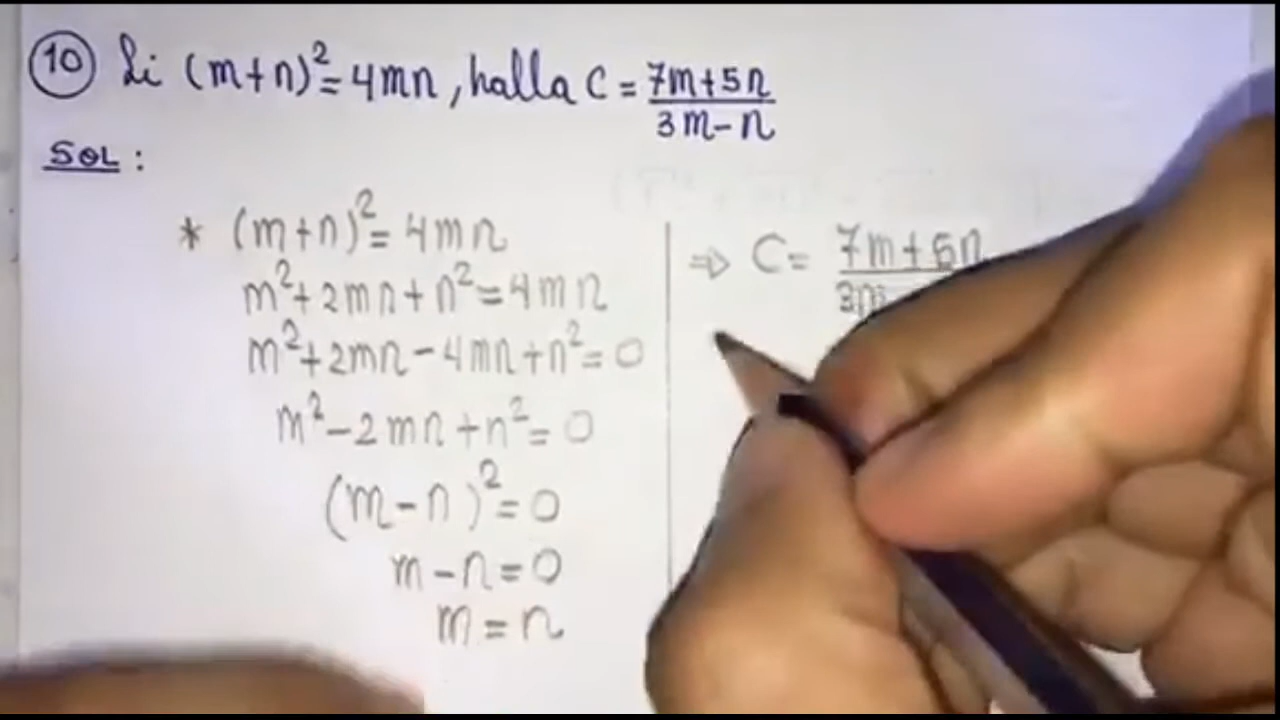 10 Si (m+n)²=4mn, halla C = 7m+5n
3m-n
SOL :
* (m+n)²= 4mn
m²+2mn+n²=4mn
m²+2mn-4mn+n²=0
m²-2mn+n²=0
(m-n)²=0
m-n=0
m=n
⇒ C= 7m+5n
3m